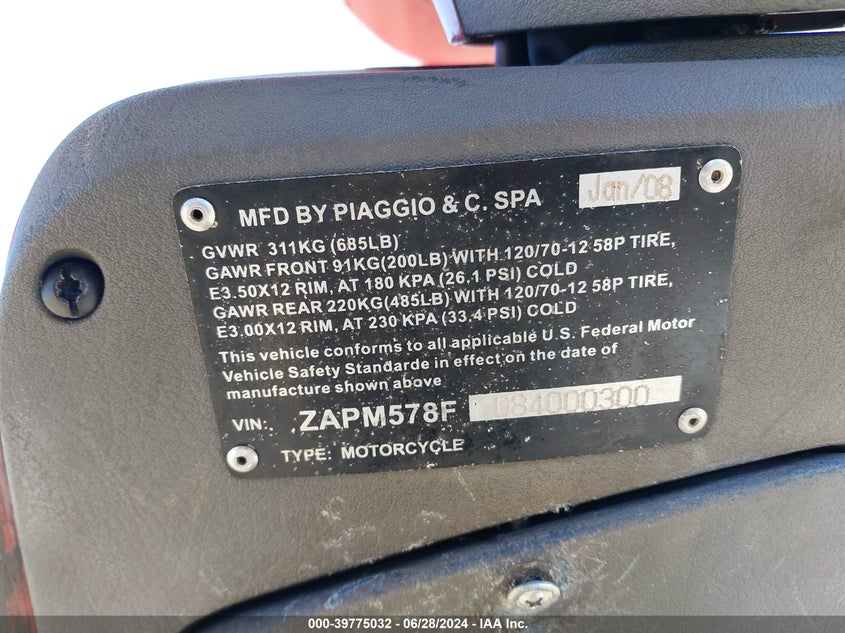 MFD BY PIAGGIO & C. SPA Jan/08
GVWR 311KG (685LB)
GAWR FRONT 91KG(200LB) WITH 120/70-12 58P TIRE,
E3.50X12 RIM, AT 180 KPA (26.1 PSI) COLD
GAWR REAR 220KG(485LB) WITH 120/70-12 58P TIRE,
E3.00X12 RIM, AT 230 KPA (33.4 PSI) COLD
This vehicle conforms to all applicable U.S. Federal Motor
Vehicle Safety Standarde in effect on the date of
manufacture shown above
VIN: ZAPM578F 084000300
TYPE: MOTORCYCLE
000-39775032 - 06/28/2024 - IAA Inc.